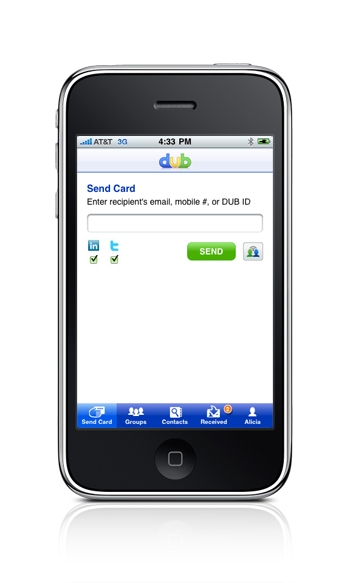 AT&T 3G 4:33 PM
dub
Send Card
Enter recipient's email, mobile #, or DUB ID
in t
SEND
Send Card Groups Contacts Received Alicia